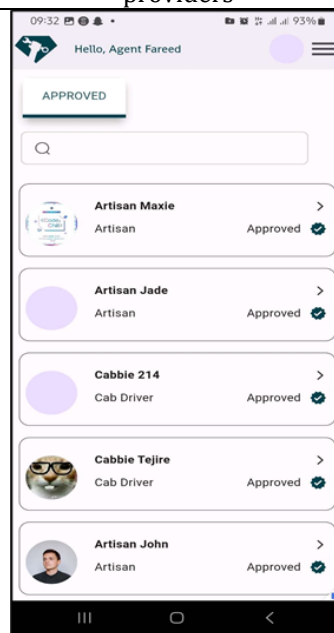 providers
09:32
93%
Hello, Agent Fareed
APPROVED
Artisan Maxie
Artisan Approved
Artisan Jade
Artisan Approved
Cabbie 214
Cab Driver Approved
Cabbie Tejire
Cab Driver Approved
Artisan John
Artisan Approved